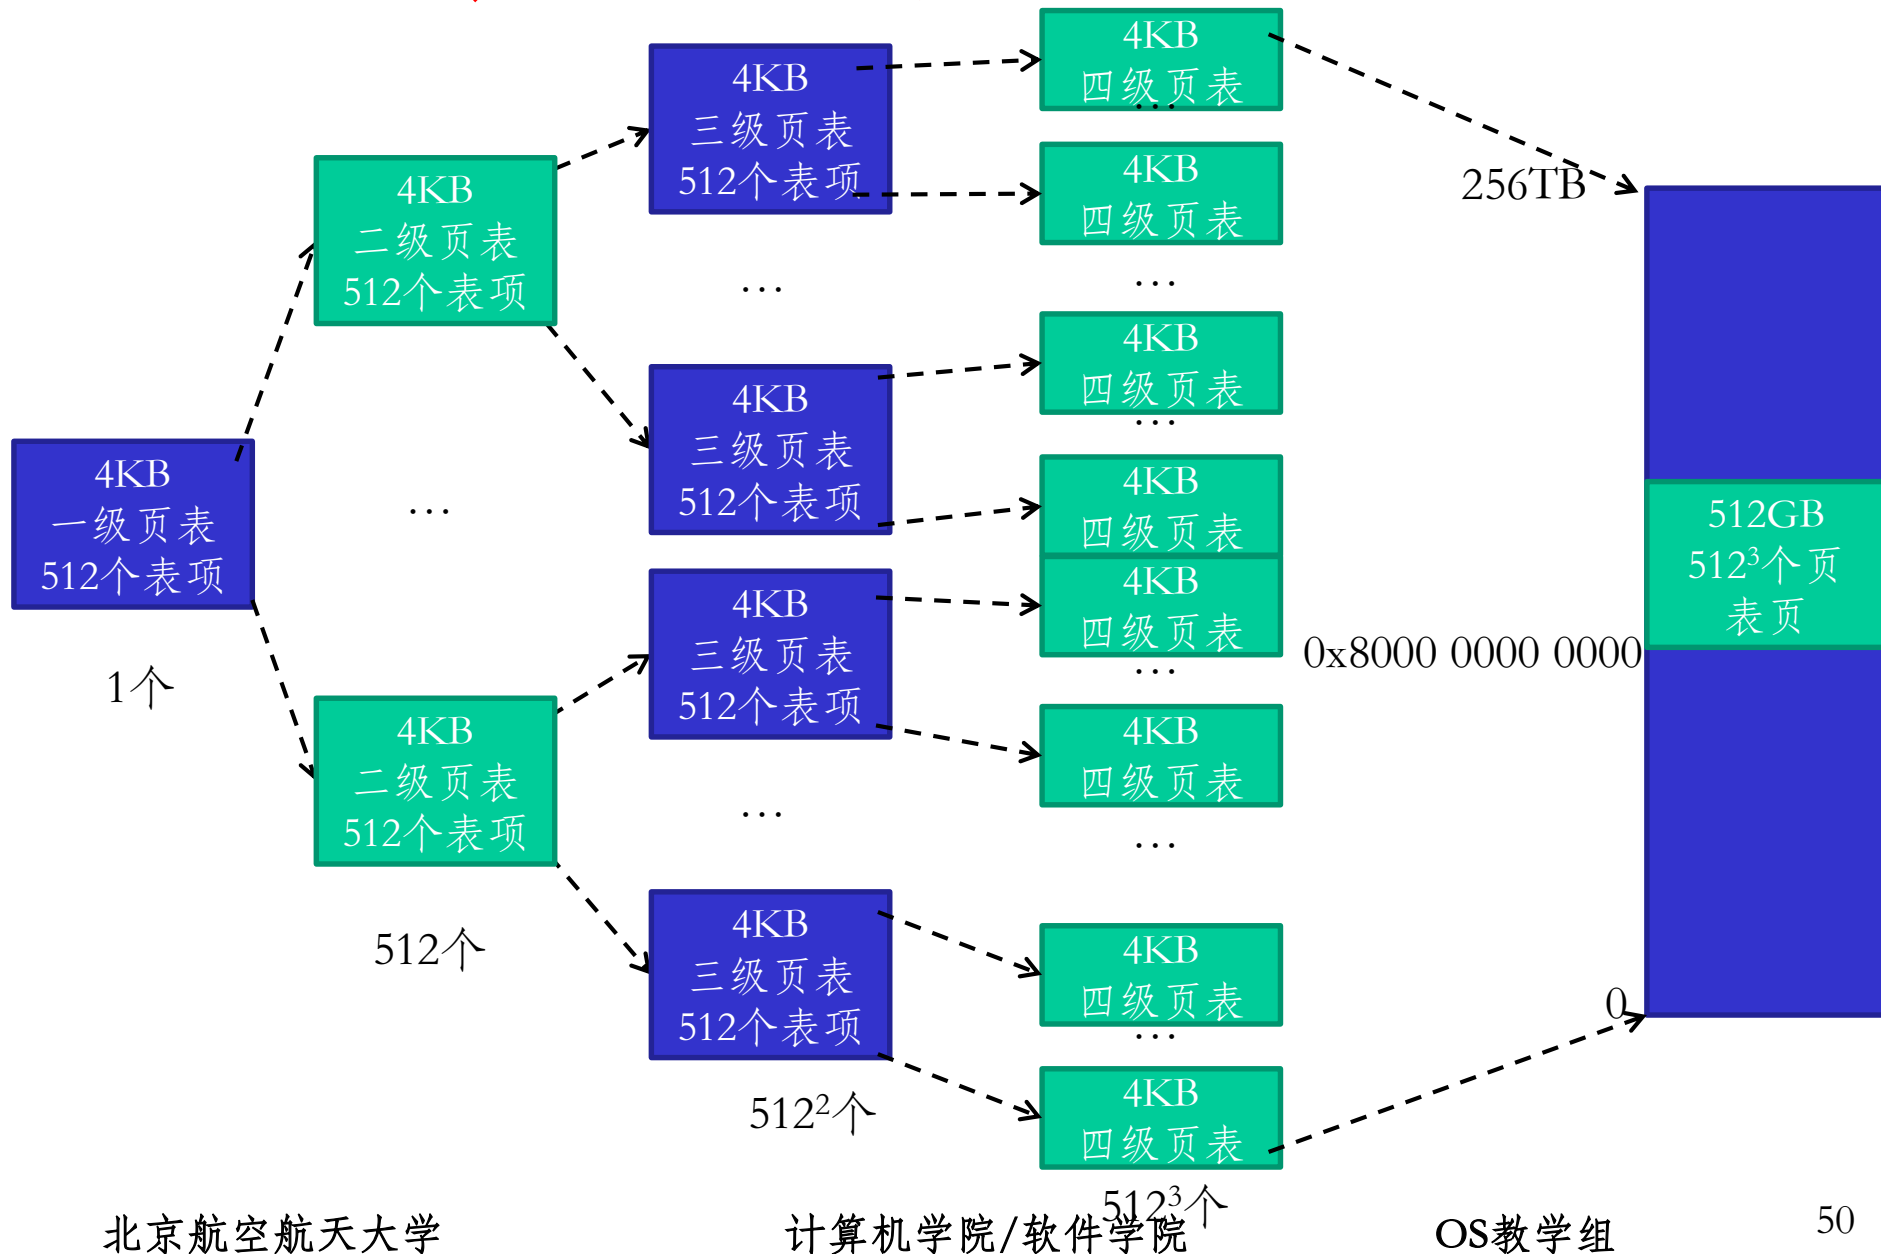 4KB
一级页表
512个表项
1个
4KB
二级页表
512个表项
…
4KB
二级页表
512个表项
512个
4KB
三级页表
512个表项
…
4KB
三级页表
512个表项
4KB
三级页表
512个表项
…
4KB
三级页表
512个表项
512²个
4KB
四级页表
…
4KB
四级页表
…
4KB
四级页表
…
4KB
四级页表
4KB
四级页表
…
4KB
四级页表
…
4KB
四级页表
…
4KB
四级页表
512³个
256TB
512GB
512³个页
表页
0x8000 0000 0000
0
北京航空航天大学
计算机学院/软件学院
OS教学组
50